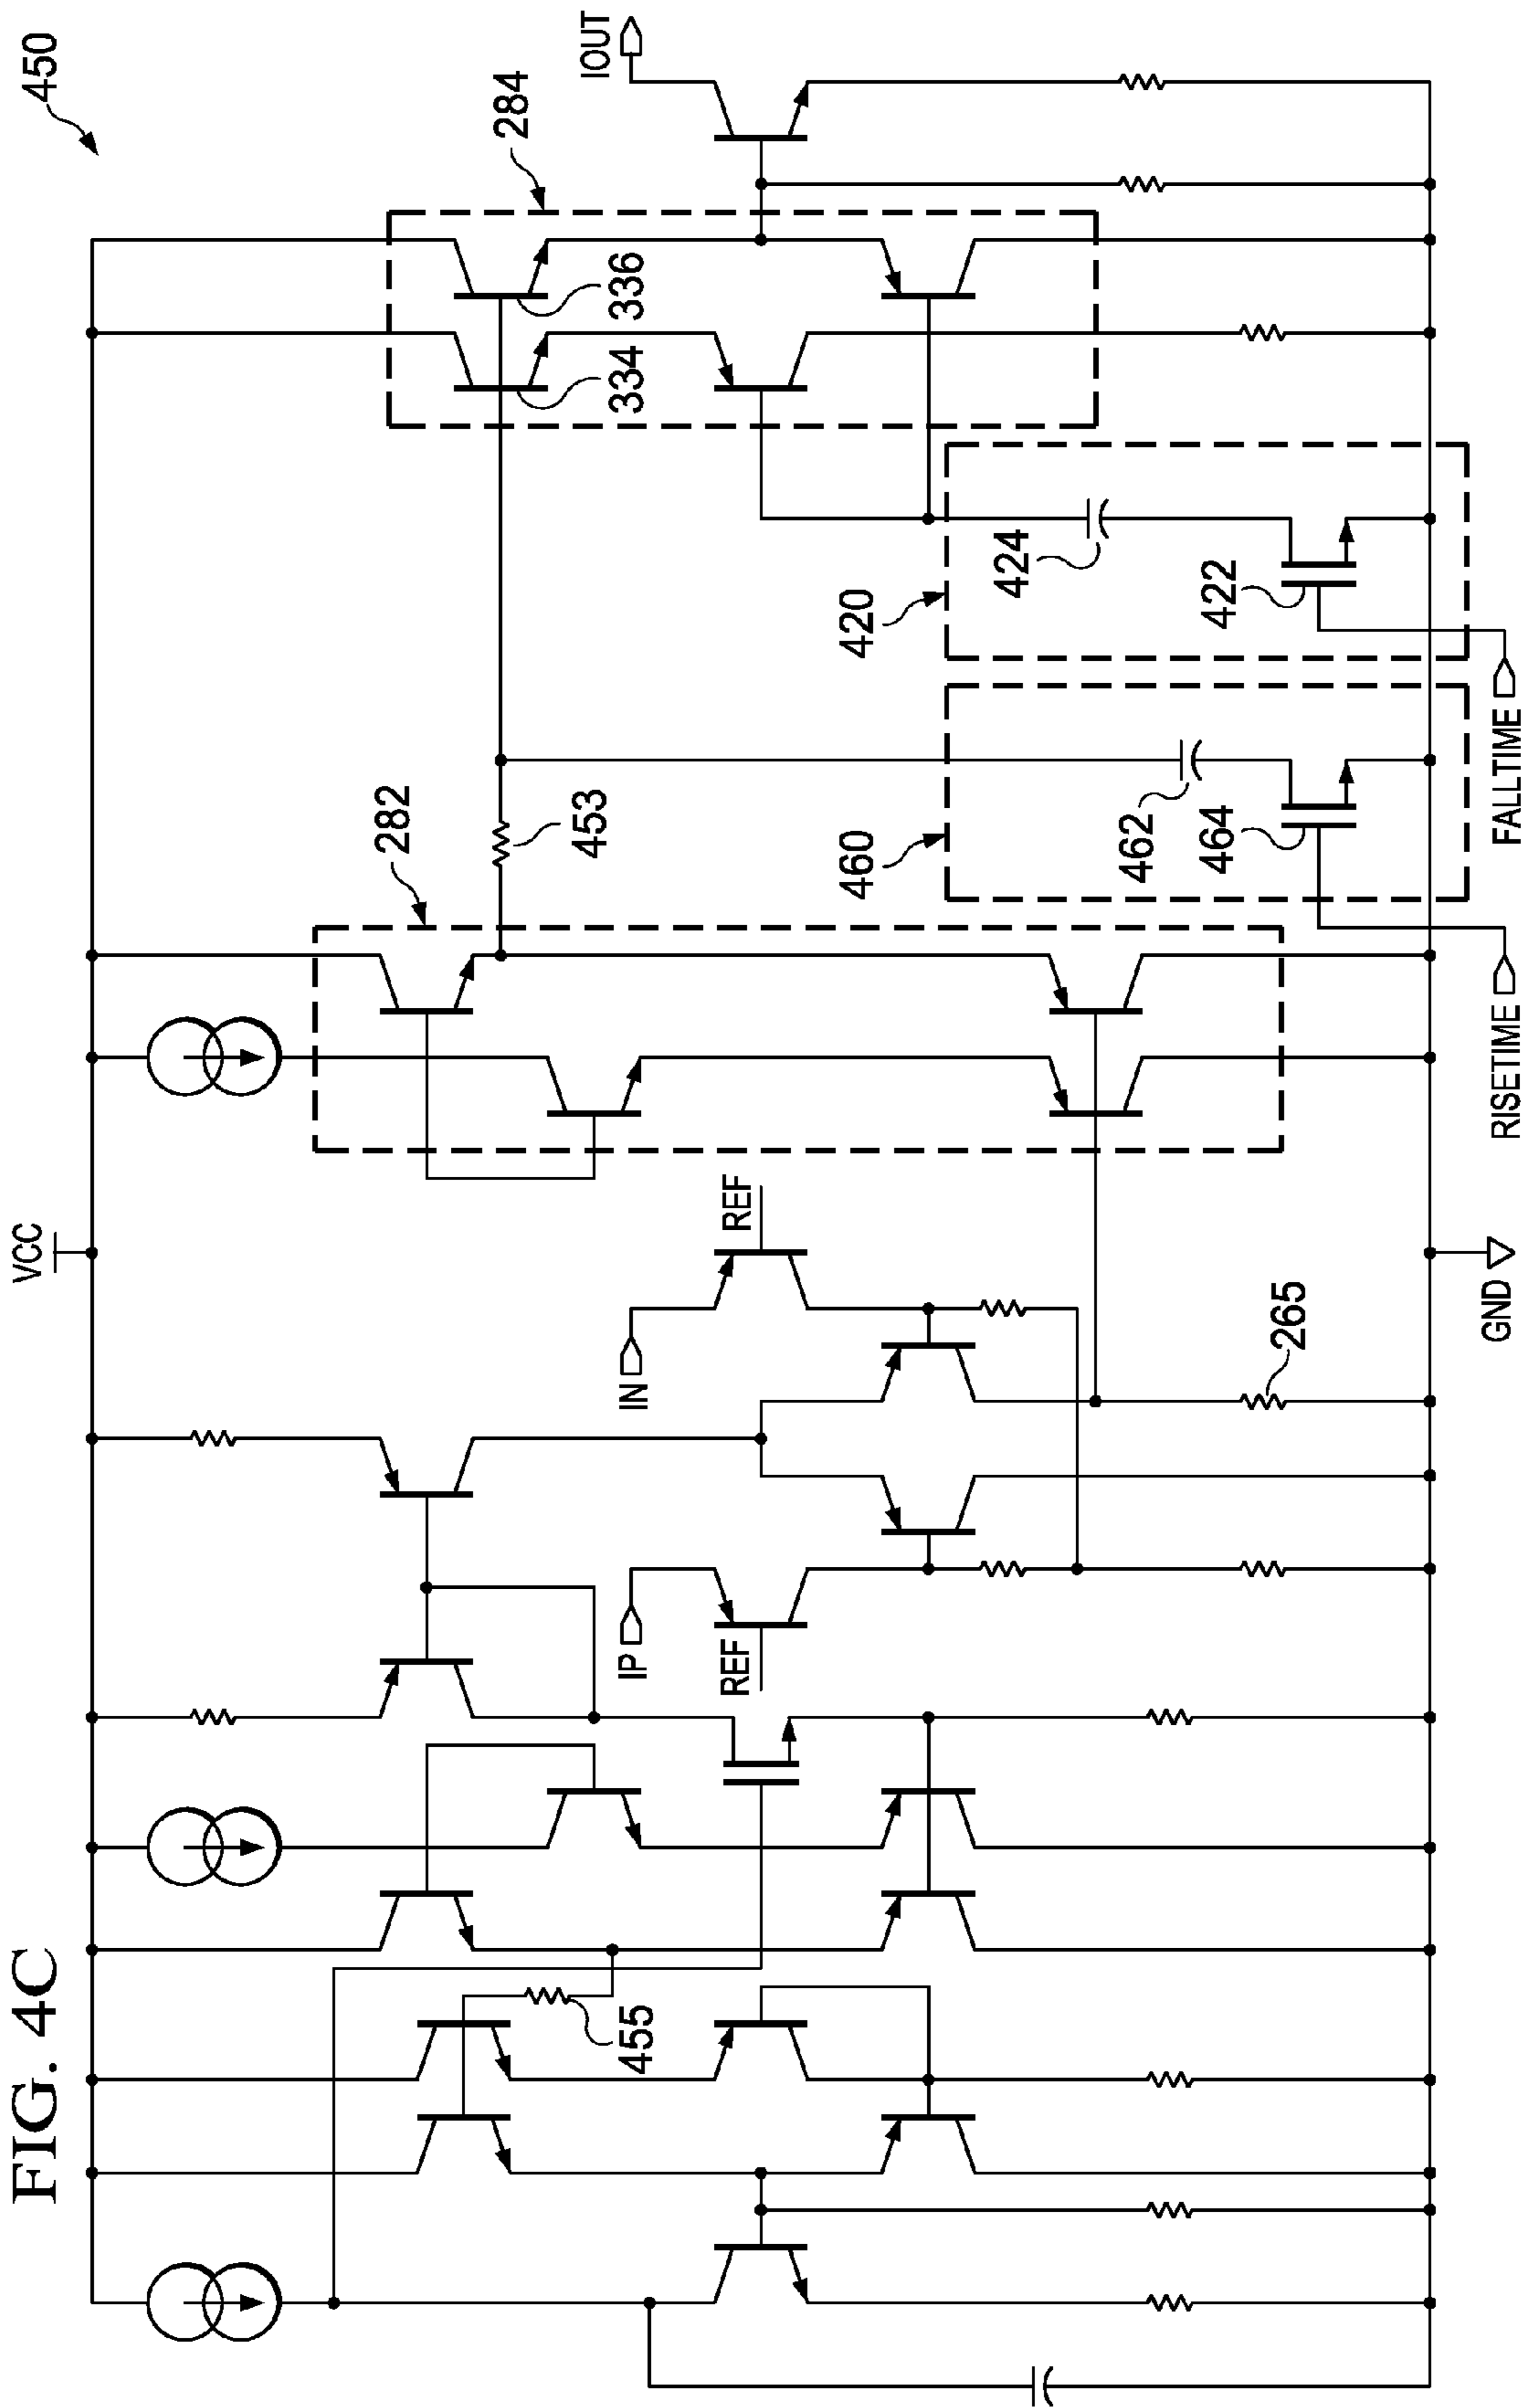 FIG. 4C
450
VCC
284
IOUT
282
336
334
453
455
IP
REF
IN
REF
460
420
462
464
424
422
265
GND
RISETIME
FALLTIME